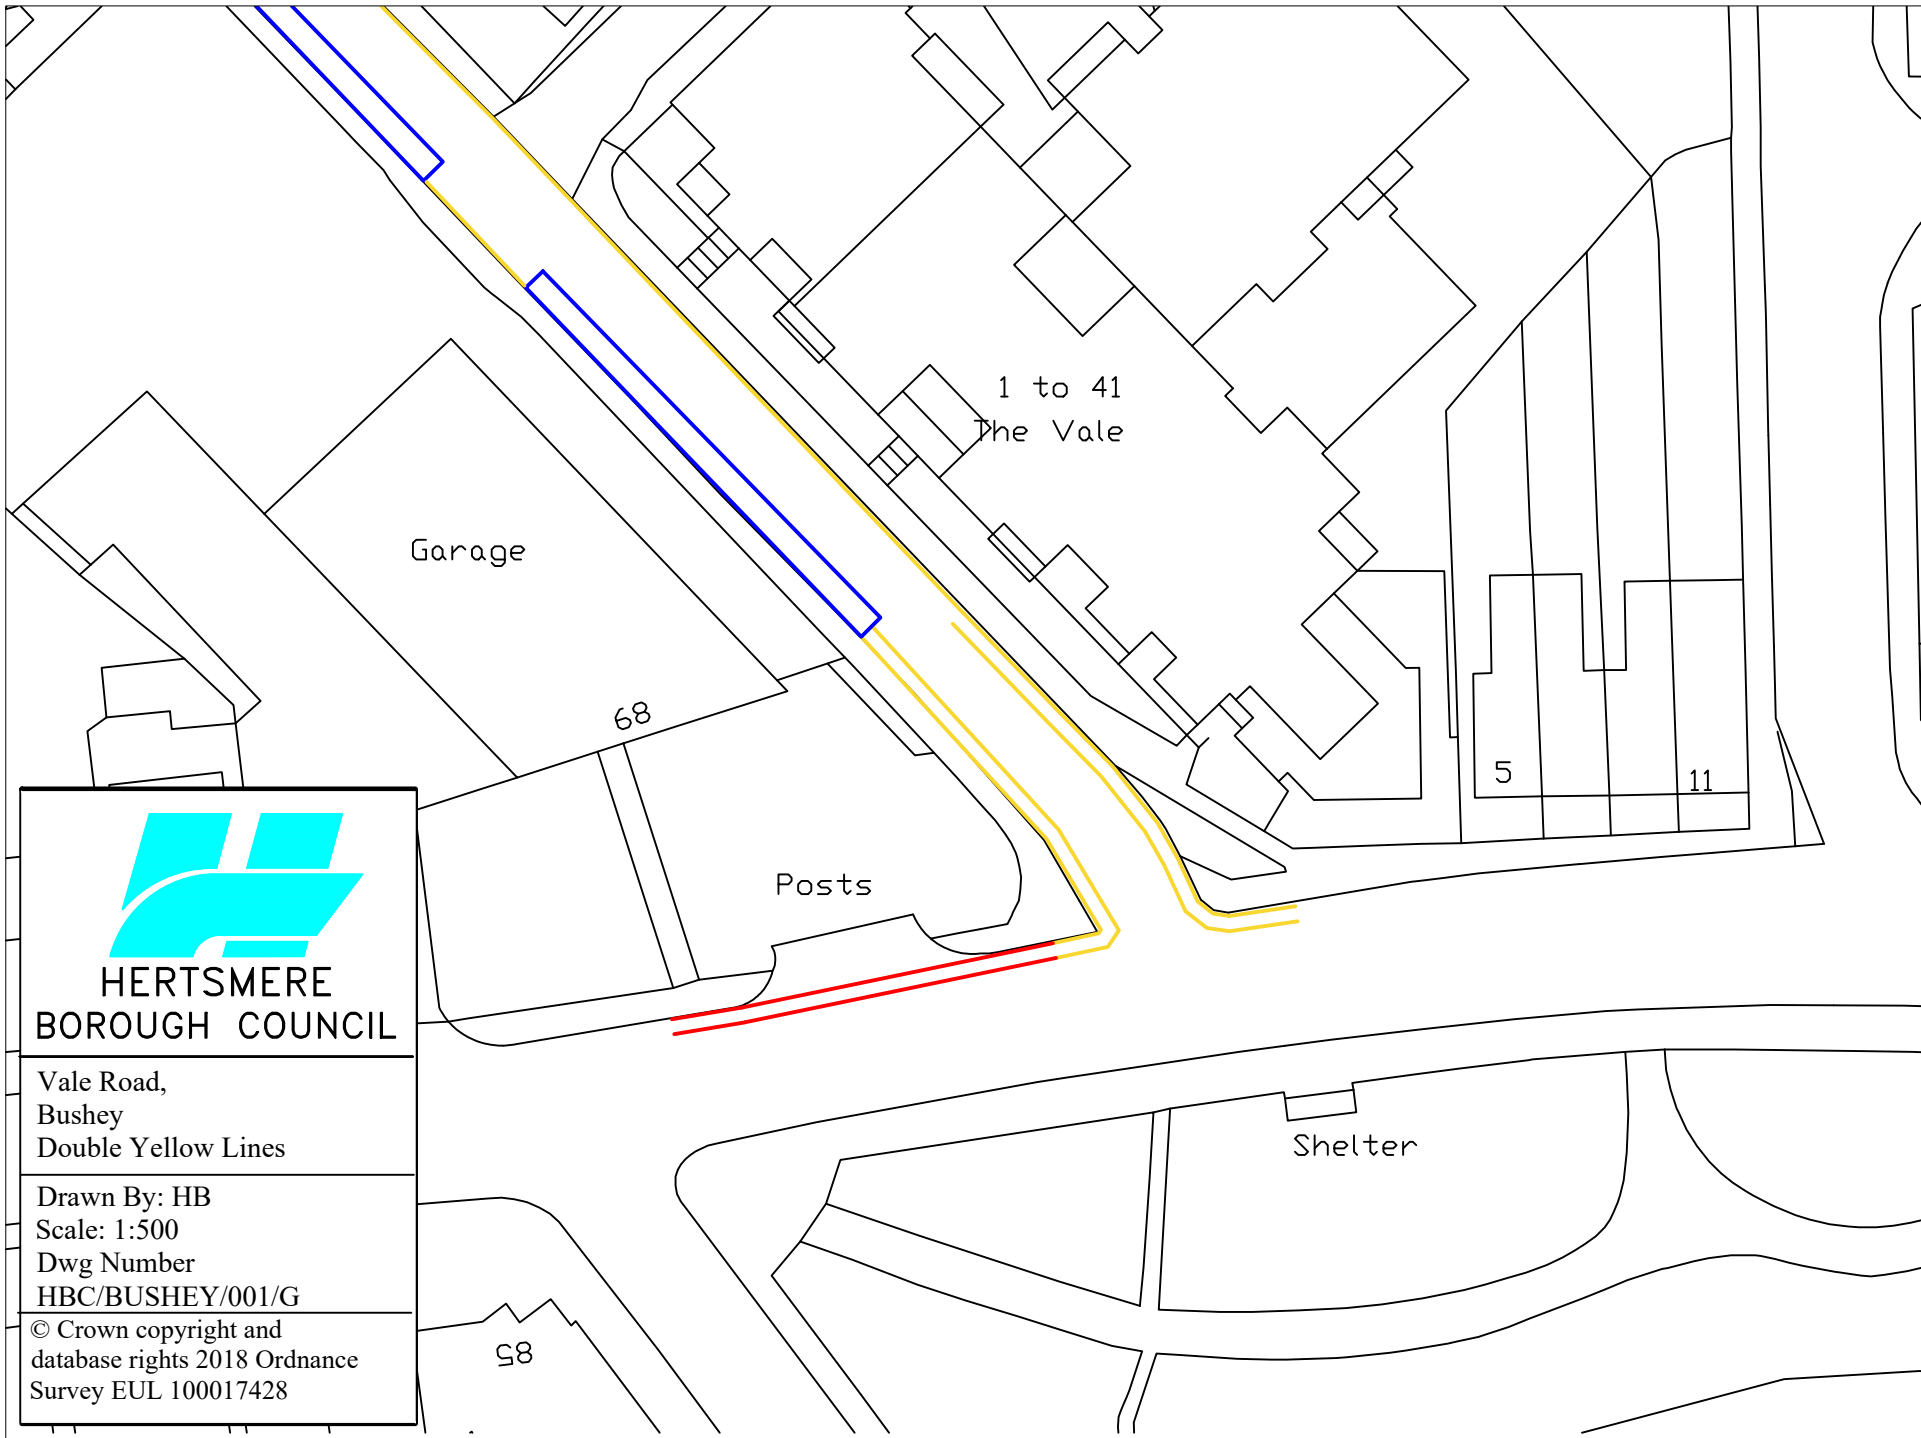 1 to 41
The Vale
Garage
68
5
11
Posts
Shelter
85
HERTSMERE
BOROUGH COUNCIL
Vale Road,
Bushey
Double Yellow Lines
Drawn By: HB
Scale: 1:500
Dwg Number
HBC/BUSHEY/001/G
© Crown copyright and
database rights 2018 Ordnance
Survey EUL 100017428